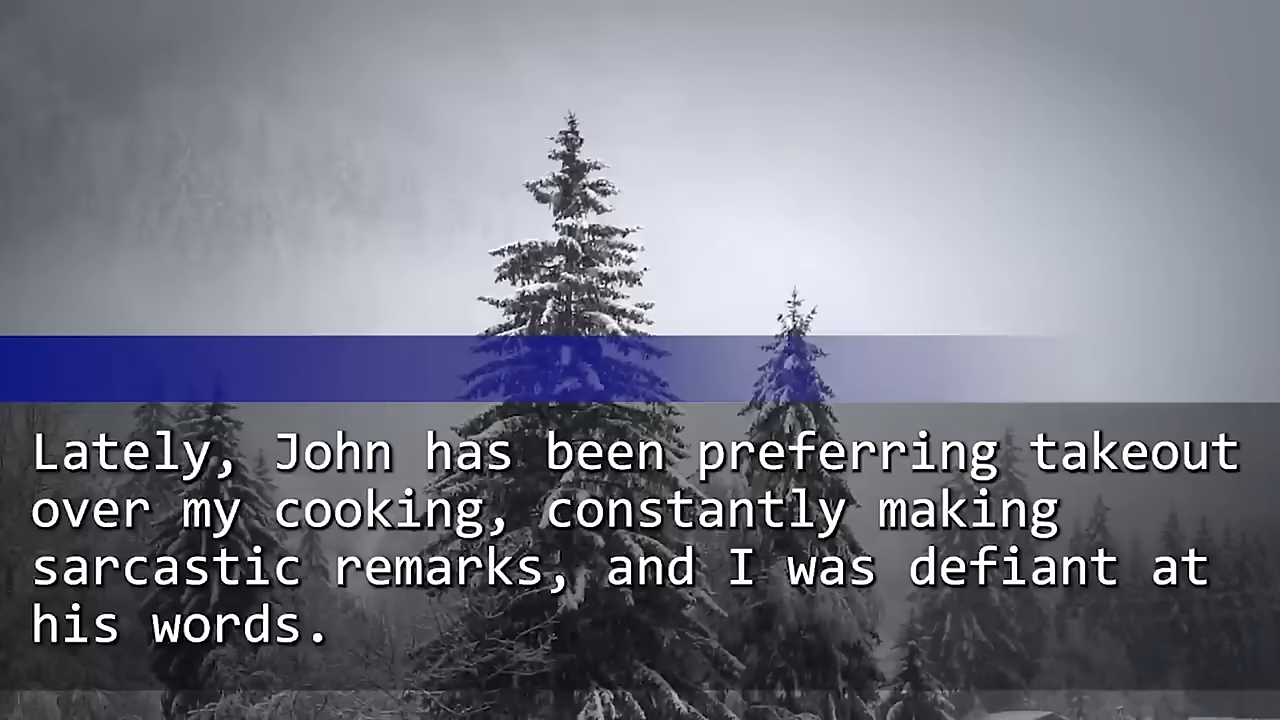 Lately, John has been preferring takeout
over my cooking, constantly making
sarcastic remarks, and I was defiant at
his words.